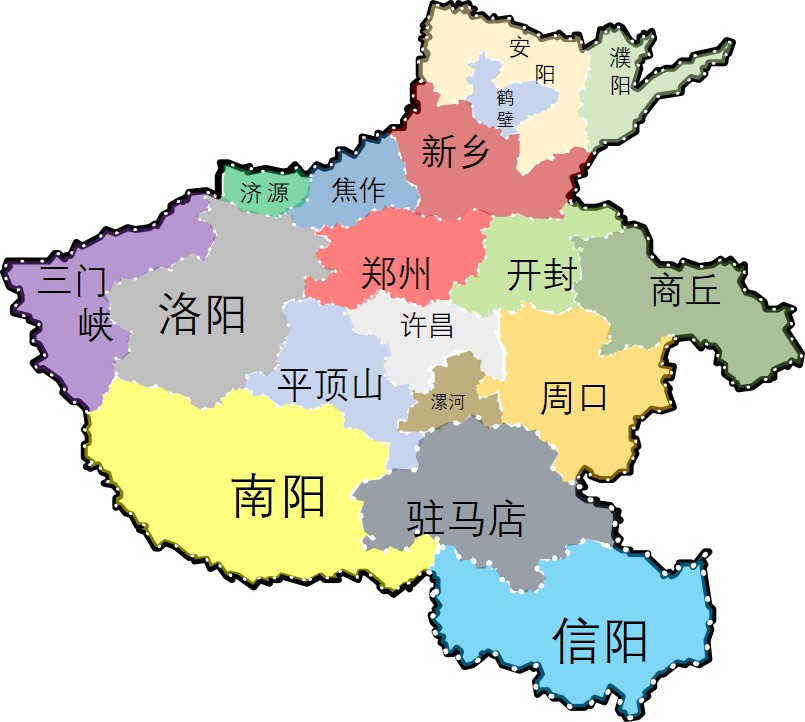 安
阳
濮
阳
鹤
壁
新乡
济源
焦作
三门
峡
洛阳
郑州
开封
商丘
许昌
平顶山
漯河
周口
南阳
驻马店
信阳